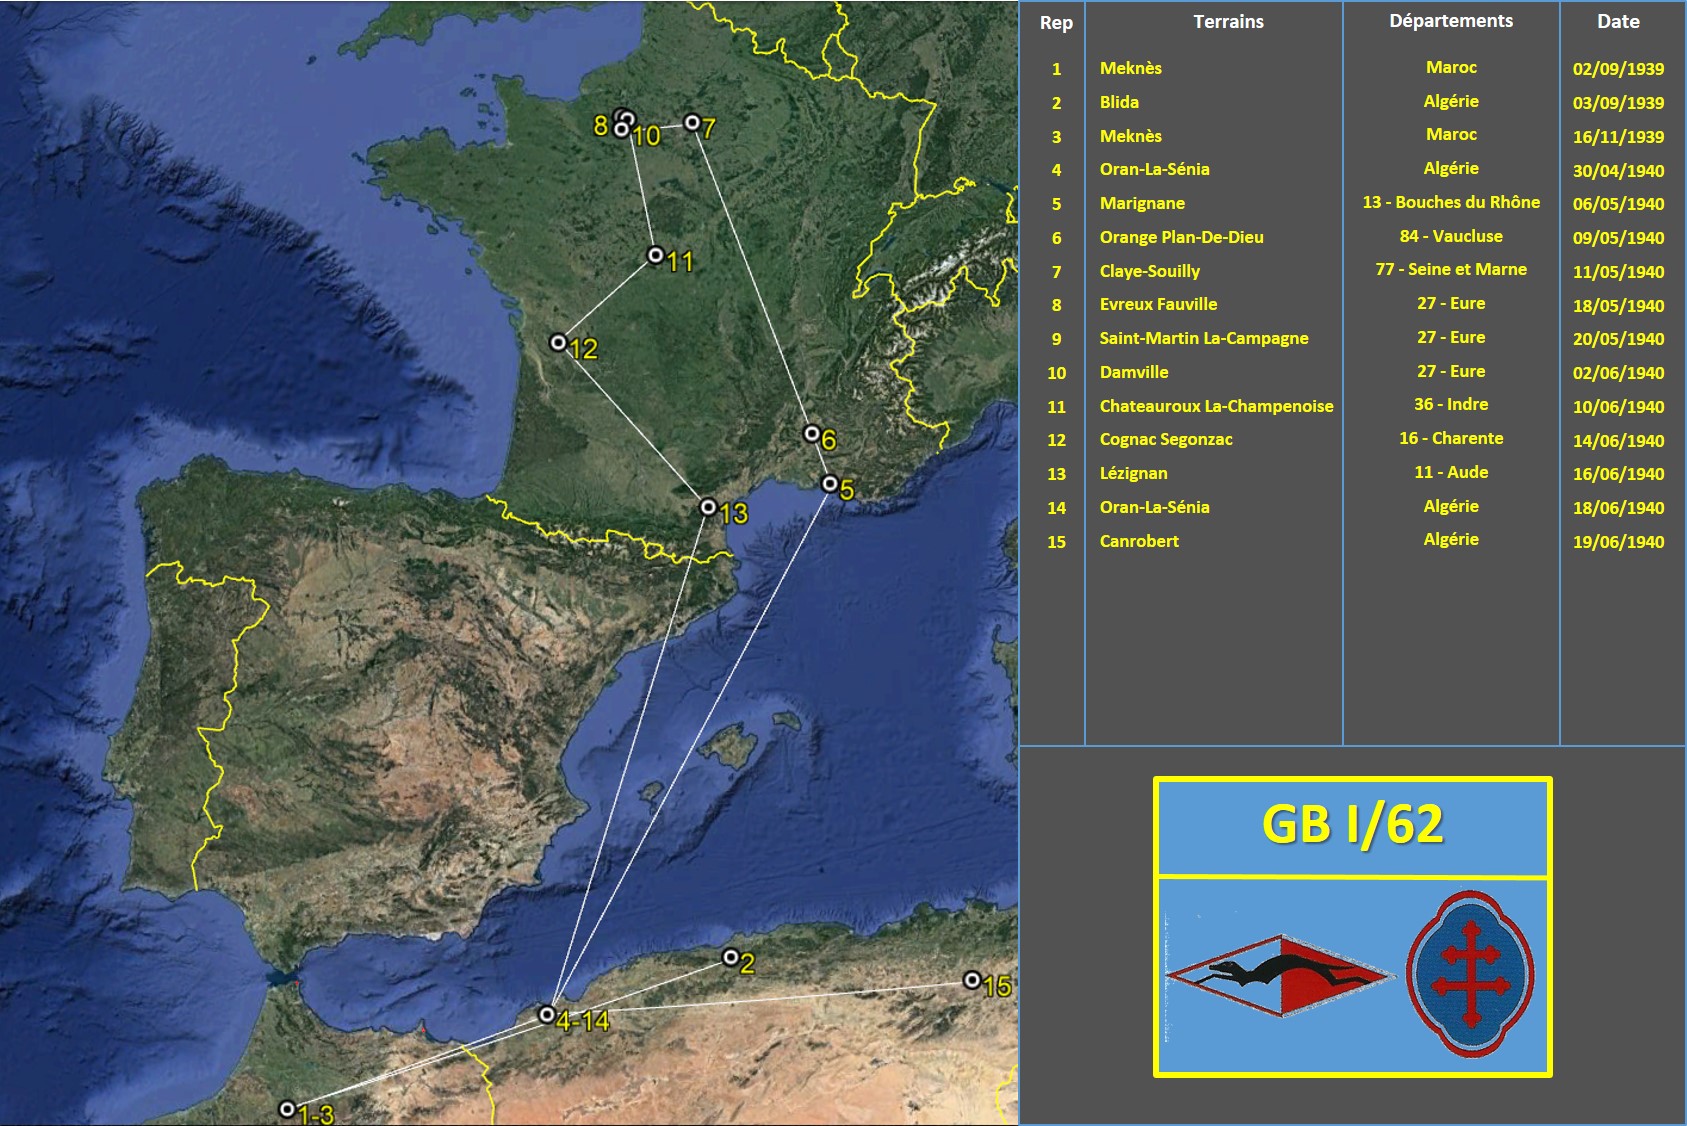 8
10
7
11
12
6
5
13
2
15
4-14
1-3
Rep Terrains Départements Date
1 Meknès Maroc 02/09/1939
2 Blida Algérie 03/09/1939
3 Meknès Maroc 16/11/1939
4 Oran-La-Sénia Algérie 30/04/1940
5 Marignane 13 - Bouches du Rhône 06/05/1940
6 Orange Plan-De-Dieu 84 - Vaucluse 09/05/1940
7 Claye-Souilly 77 - Seine et Marne 11/05/1940
8 Evreux Fauville 27 - Eure 18/05/1940
9 Saint-Martin La-Campagne 27 - Eure 20/05/1940
10 Damville 27 - Eure 02/06/1940
11 Chateauroux La-Champenoise 36 - Indre 10/06/1940
12 Cognac Segonzac 16 - Charente 14/06/1940
13 Lézignan 11 - Aude 16/06/1940
14 Oran-La-Sénia Algérie 18/06/1940
15 Canrobert Algérie 19/06/1940
GB I/62